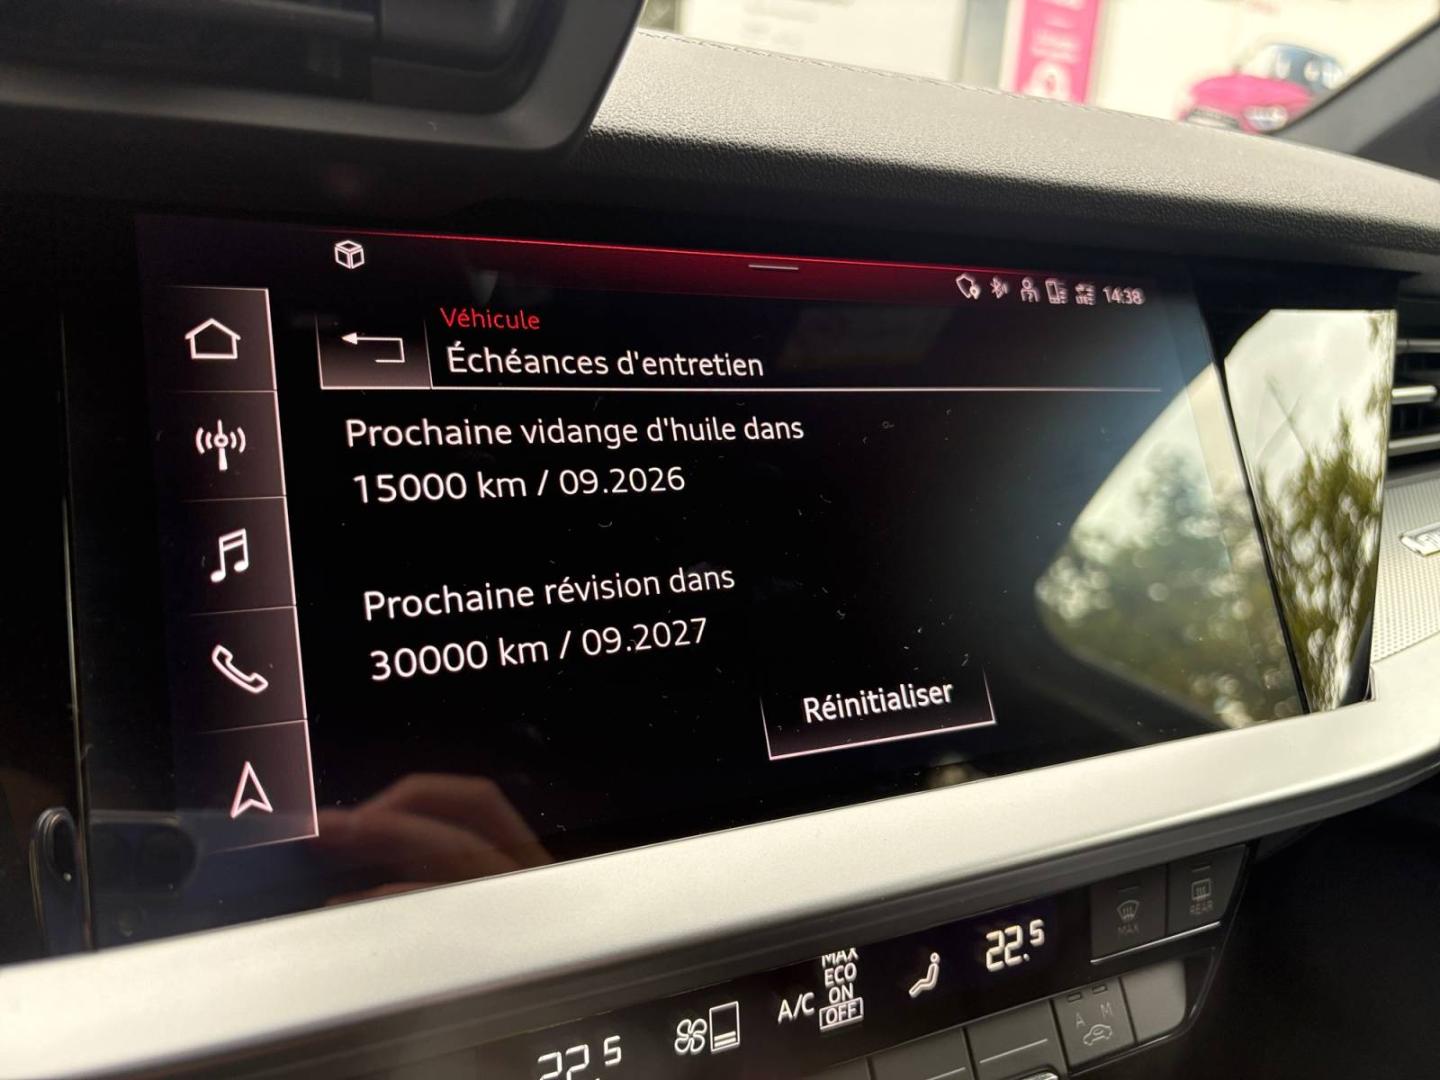 14:38
Véhicule
Échéances d'entretien
Prochaine vidange d'huile dans
15000 km / 09.2026
Prochaine révision dans
30000 km / 09.2027
Réinitialiser
MAX
REAR
22.5
MAX
ECO
A/C ON
OFF
22.5
A M